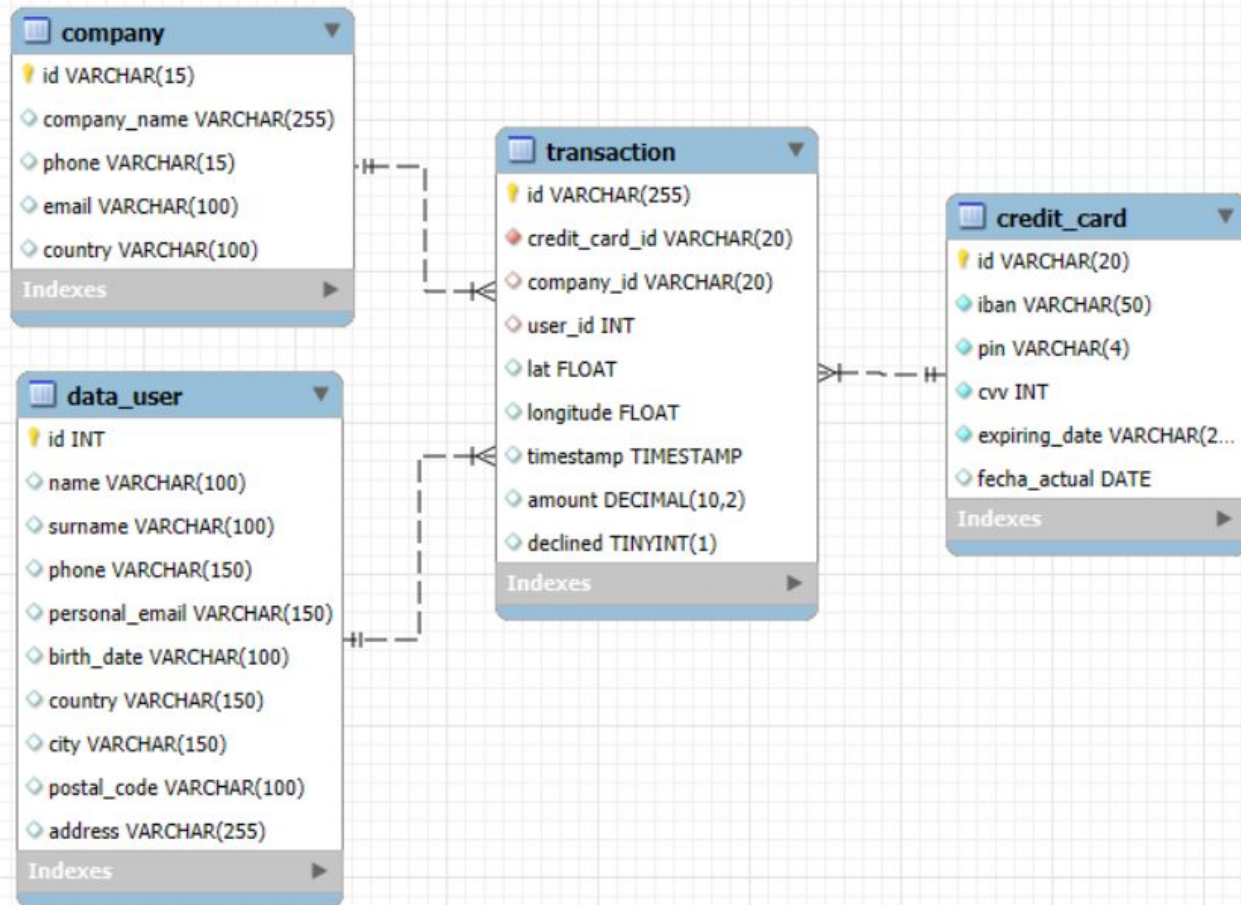 company
id VARCHAR(15)
company_name VARCHAR(255)
phone VARCHAR(15)
email VARCHAR(100)
country VARCHAR(100)
Indexes
data_user
id INT
name VARCHAR(100)
surname VARCHAR(100)
phone VARCHAR(150)
personal_email VARCHAR(150)
birth_date VARCHAR(100)
country VARCHAR(150)
city VARCHAR(150)
postal_code VARCHAR(100)
address VARCHAR(255)
Indexes
transaction
id VARCHAR(255)
credit_card_id VARCHAR(20)
company_id VARCHAR(20)
user_id INT
lat FLOAT
longitude FLOAT
timestamp TIMESTAMP
amount DECIMAL(10,2)
declined TINYINT(1)
Indexes
credit_card
id VARCHAR(20)
iban VARCHAR(50)
pin VARCHAR(4)
cvv INT
expiring_date VARCHAR(2...
fecha_actual DATE
Indexes